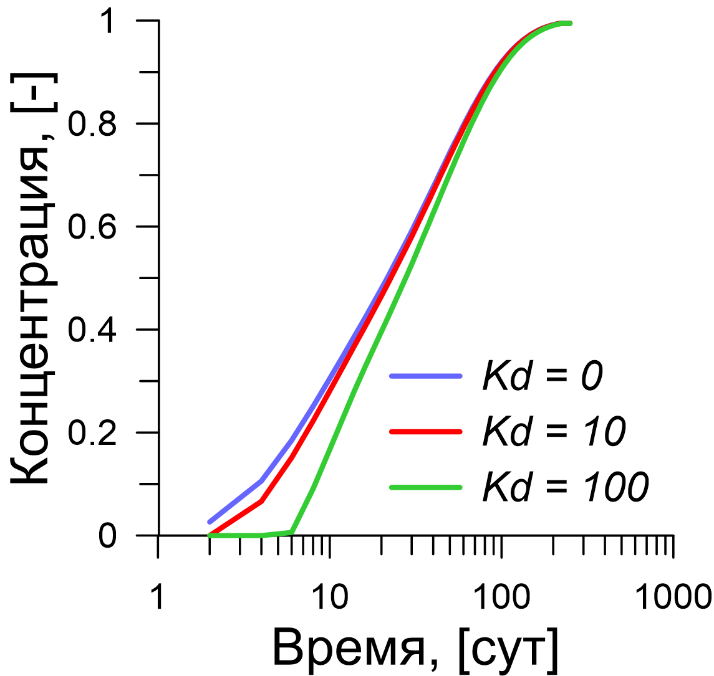 Концентрация, [-]
1
0.8
0.6
0.4
0.2
0
Kd = 0
Kd = 10
Kd = 100
1 10 100 1000
Время, [сут]